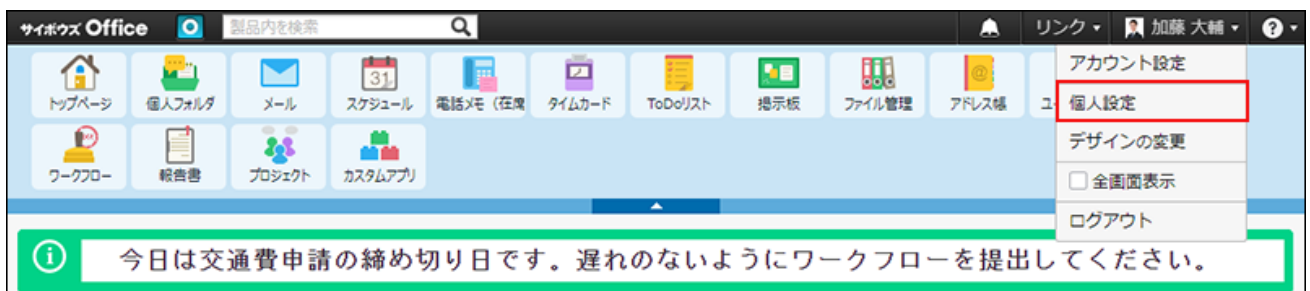 サイボウズ Office 製品内を検索 リンク 加藤 大輔
トップページ 個人フォルダ メール スケジュール 電話メモ（在席 タイムカード ToDoリスト 掲示板 ファイル管理 アドレス帳 ユー
ワークフロー 報告書 プロジェクト カスタムアプリ
アカウント設定
個人設定
デザインの変更
全画面表示
ログアウト
今日は交通費申請の締め切り日です。遅れのないようにワークフローを提出してください。